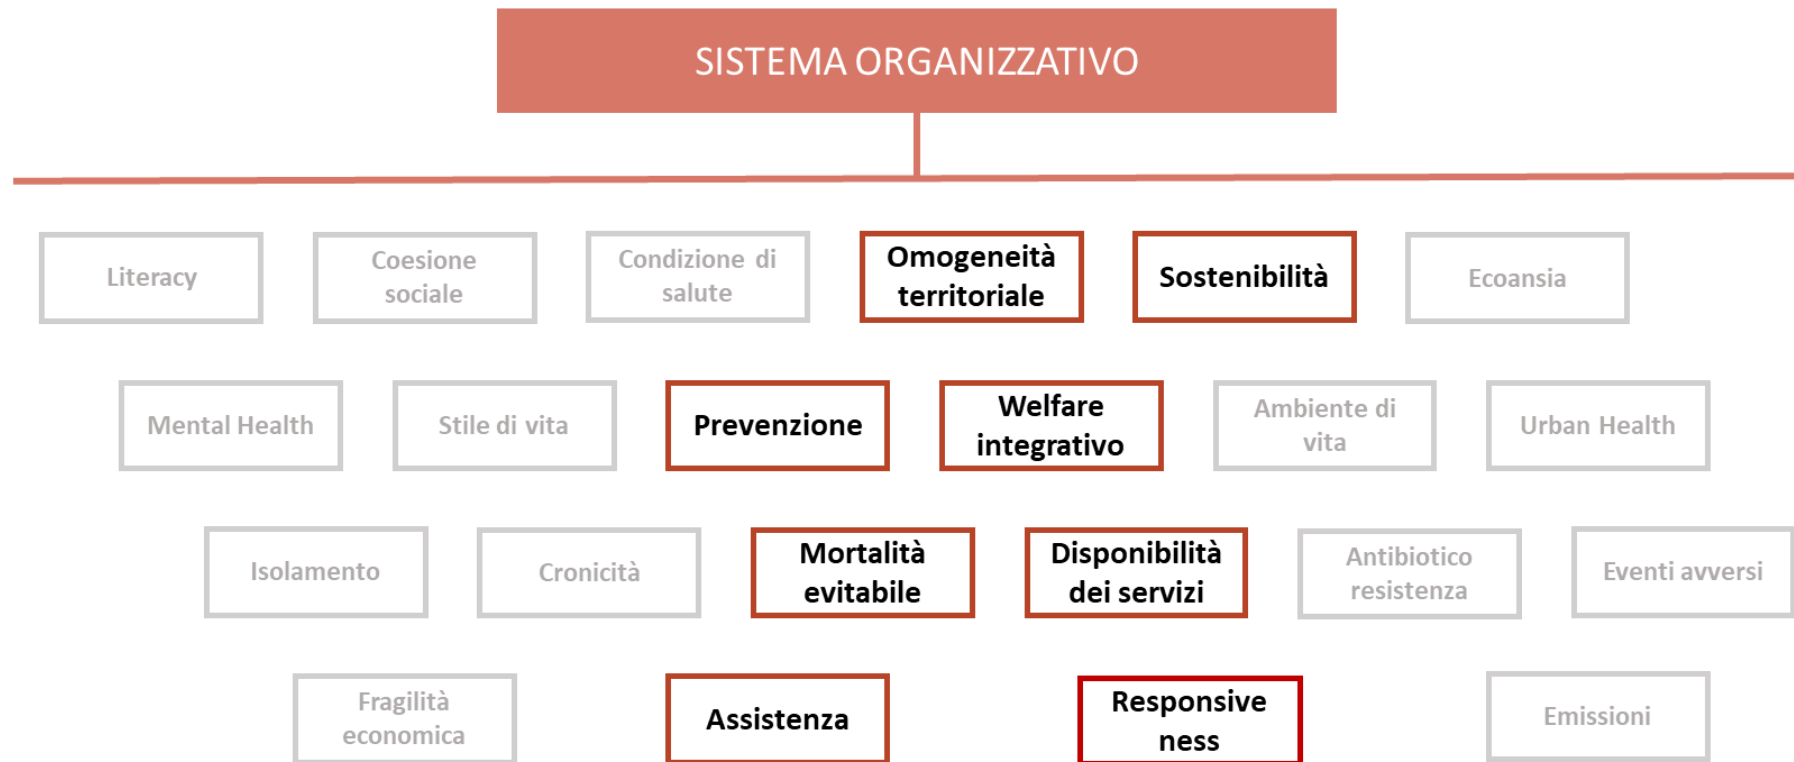 SISTEMA ORGANIZZATIVO
Literacy
Coesione
sociale
Condizione di
salute
Omogeneità
territoriale
Sostenibilità
Ecoansia
Mental Health
Stile di vita
Prevenzione
Welfare
integrativo
Ambiente di
vita
Urban Health
Isolamento
Cronicità
Mortalità
evitabile
Disponibilità
dei servizi
Antibiotico
resistenza
Eventi avversi
Fragilità
economica
Assistenza
Responsive
ness
Emissioni